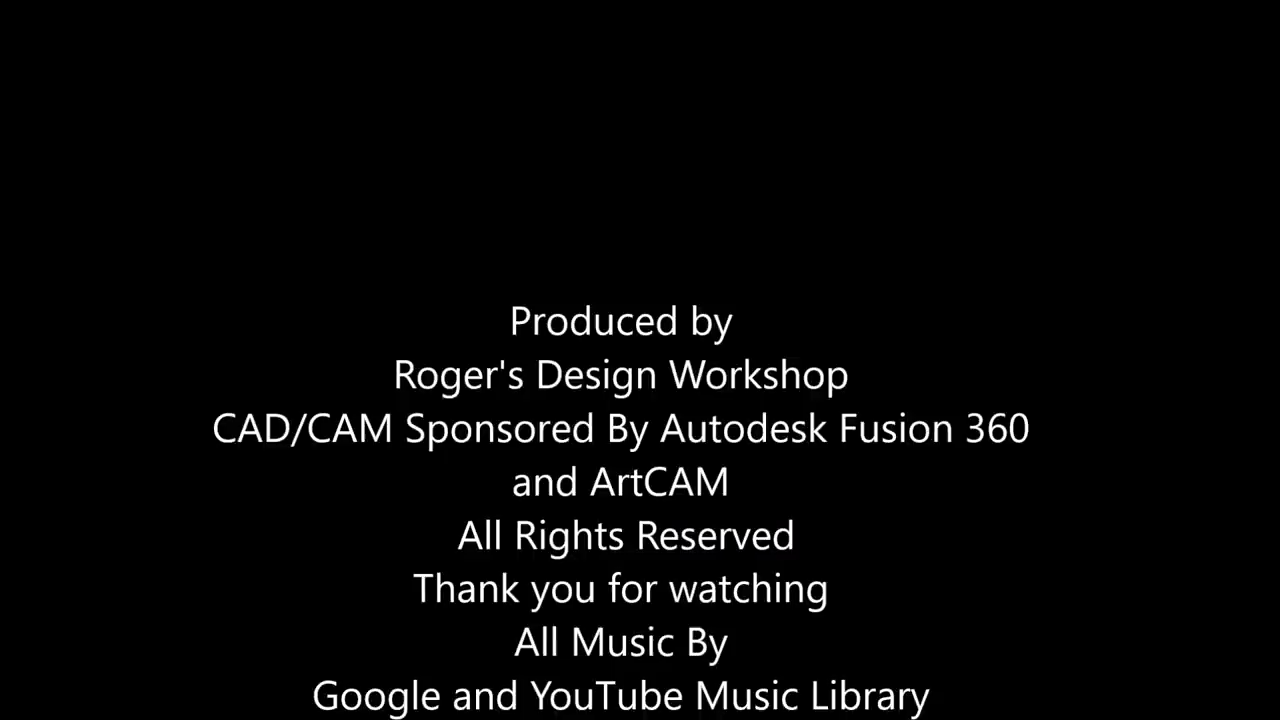 Produced by
Roger's Design Workshop
CAD/CAM Sponsored By Autodesk Fusion 360
and ArtCAM
All Rights Reserved
Thank you for watching
All Music By
Google and YouTube Music Library